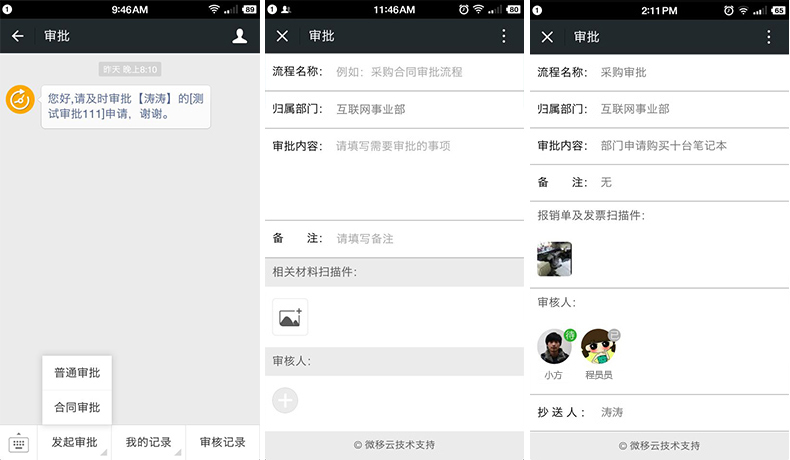 9:46AM
89
审批
昨天 晚上8:10
您好,请及时审批【涛涛】的[测
试审批111]申请，谢谢。
普通审批
合同审批
发起审批
我的记录
审核记录
11:46AM
80
审批
流程名称： 例如：采购合同审批流程
归属部门： 互联网事业部
审批内容： 请填写需要审批的事项
备 注： 请填写备注
相关材料扫描件：
审核人：
© 微移云技术支持
2:11PM
65
审批
流程名称： 采购审批
归属部门： 互联网事业部
审批内容： 部门申请购买十台笔记本
备 注： 无
报销单及发票扫描件：
审核人：
待
已
小方
程员员
抄 送 人： 涛涛
© 微移云技术支持